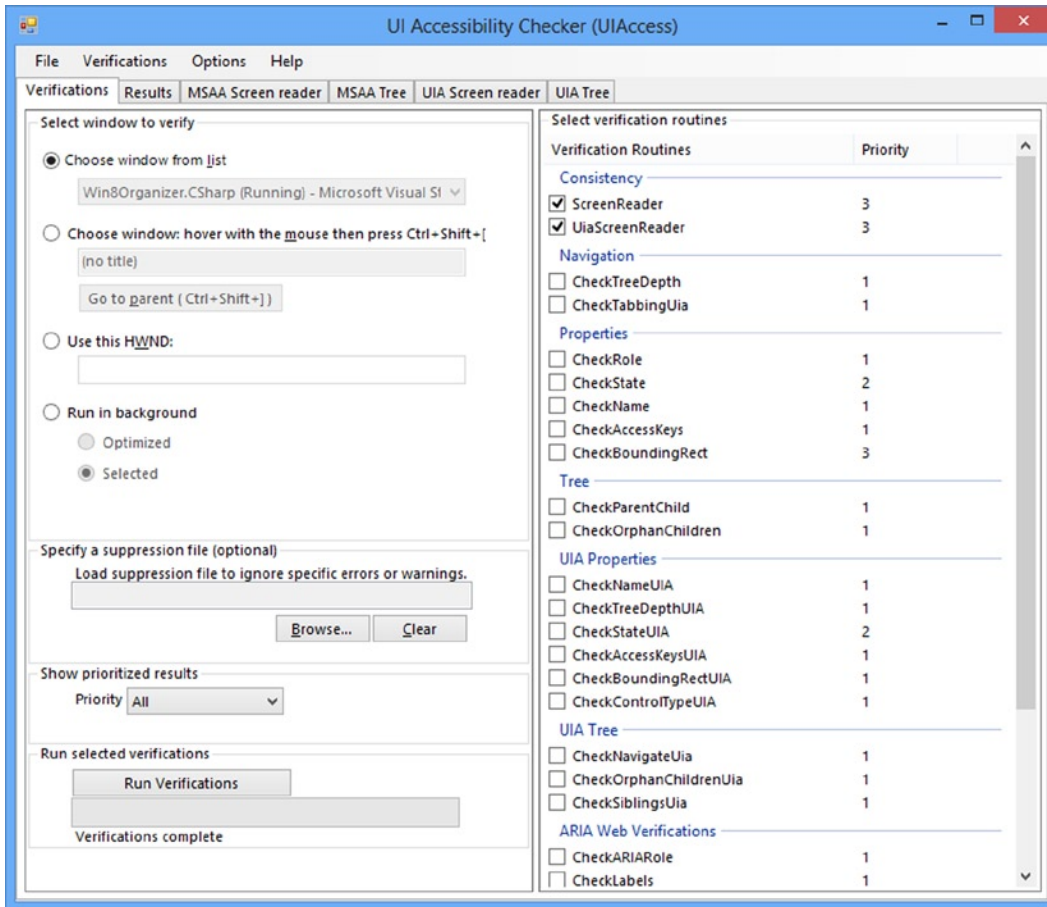 UI Accessibility Checker (UIAccess)
File Verifications Options Help
Verifications Results MSAA Screen reader MSAA Tree UIA Screen reader UIA Tree
Select window to verify
Choose window from list
Win8Organizer.CSharp (Running) - Microsoft Visual St
Choose window: hover with the mouse then press Ctrl+Shift+[
(no title)
Go to parent ( Ctrl+Shift+] )
Use this HWND:
Run in background
Optimized
Selected
Specify a suppression file (optional)
Load suppression file to ignore specific errors or warnings.
Browse... Clear
Show prioritized results
Priority All
Run selected verifications
Run Verifications
Verifications complete
Select verification routines
Verification Routines Priority
Consistency
ScreenReader 3
UiaScreenReader 3
Navigation
CheckTreeDepth 1
CheckTabbingUia 1
Properties
CheckRole 1
CheckState 2
CheckName 1
CheckAccessKeys 1
CheckBoundingRect 3
Tree
CheckParentChild 1
CheckOrphanChildren 1
UIA Properties
CheckNameUIA 1
CheckTreeDepthUIA 1
CheckStateUIA 2
CheckAccessKeysUIA 1
CheckBoundingRectUIA 1
CheckControlTypeUIA 1
UIA Tree
CheckNavigateUia 1
CheckOrphanChildrenUia 1
CheckSiblingsUia 1
ARIA Web Verifications
CheckARIARole 1
CheckLabels 1